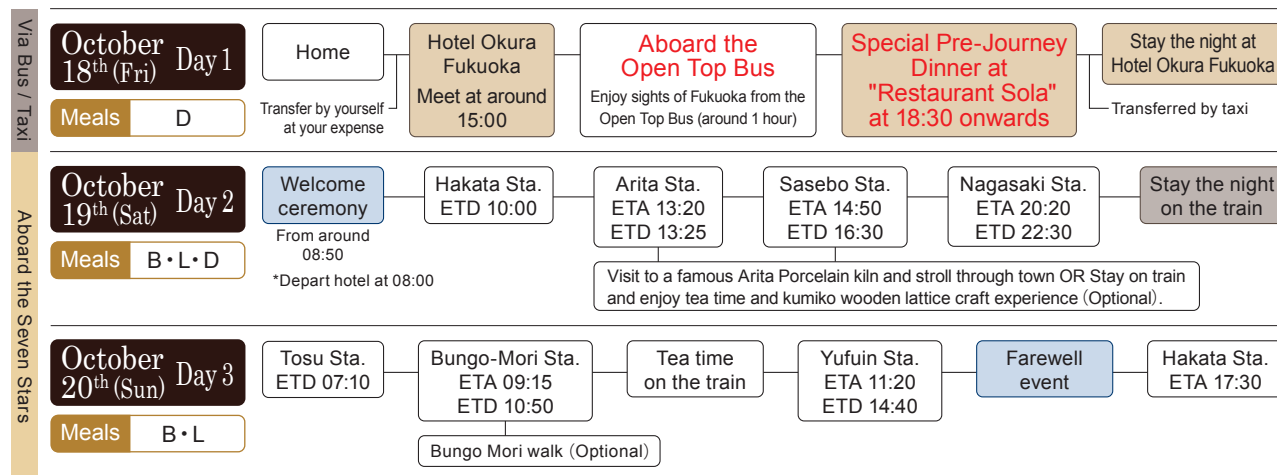 Via Bus / Taxi
October
18th (Fri) Day 1
Meals D
Home
Transfer by yourself
at your expense
Hotel Okura
Fukuoka
Meet at around
15:00
Aboard the
Open Top Bus
Enjoy sights of Fukuoka from the
Open Top Bus (around 1 hour)
Special Pre-Journey
Dinner at
"Restaurant Sola"
at 18:30 onwards
Stay the night at
Hotel Okura Fukuoka
Transferred by taxi
Aboard the Seven Stars
October
19th (Sat) Day 2
Meals B・L・D
Welcome
ceremony
From around
08:50
*Depart hotel at 08:00
Hakata Sta.
ETD 10:00
Arita Sta.
ETA 13:20
ETD 13:25
Sasebo Sta.
ETA 14:50
ETD 16:30
Nagasaki Sta.
ETA 20:20
ETD 22:30
Stay the night
on the train
Visit to a famous Arita Porcelain kiln and stroll through town OR Stay on train
and enjoy tea time and kumiko wooden lattice craft experience (Optional).
October
20th (Sun) Day 3
Meals B・L
Tosu Sta.
ETD 07:10
Bungo-Mori Sta.
ETA 09:15
ETD 10:50
Bungo Mori walk (Optional)
Tea time
on the train
Yufuin Sta.
ETA 11:20
ETD 14:40
Farewell
event
Hakata Sta.
ETA 17:30